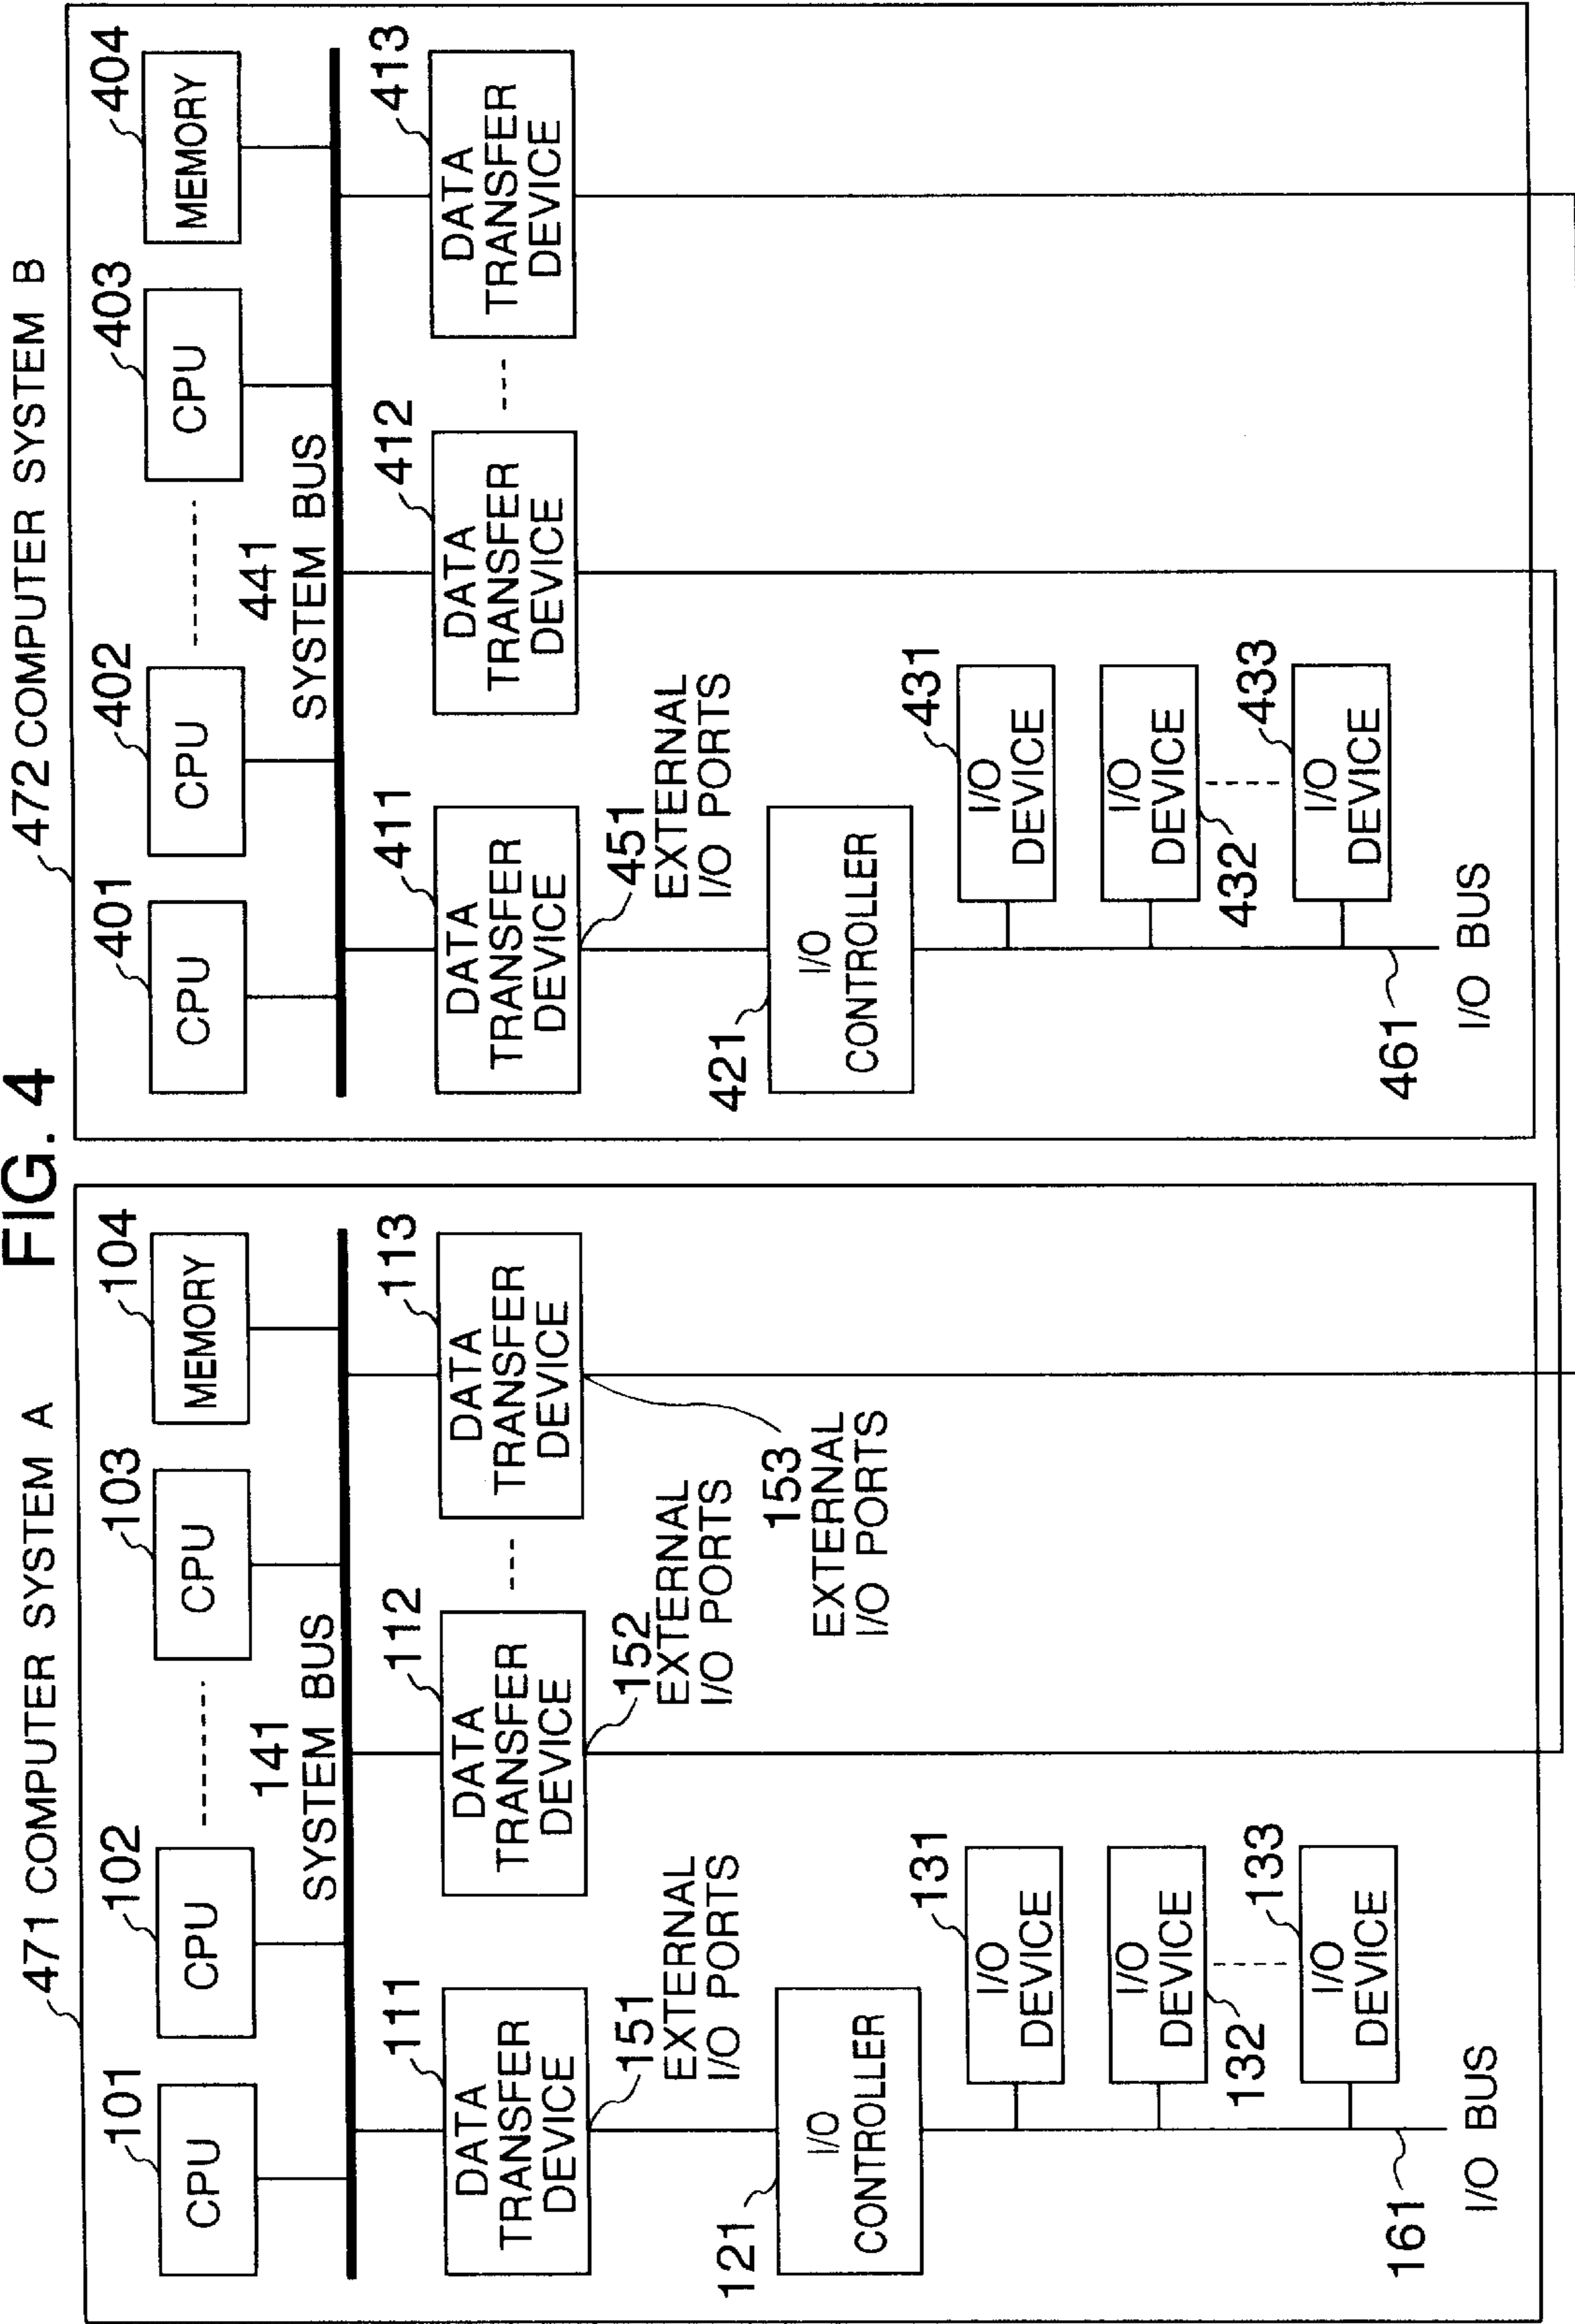 FIG. 4
471 COMPUTER SYSTEM A
101
CPU
102
CPU
103
CPU
104
MEMORY
141
SYSTEM BUS
111
DATA
TRANSFER
DEVICE
112
DATA
TRANSFER
DEVICE
113
DATA
TRANSFER
DEVICE
151
EXTERNAL
I/O PORTS
152
EXTERNAL
I/O PORTS
153
EXTERNAL
I/O PORTS
121
I/O
CONTROLLER
131
I/O
DEVICE
132
I/O
DEVICE
133
I/O
DEVICE
161
I/O BUS
472 COMPUTER SYSTEM B
401
CPU
402
CPU
403
CPU
404
MEMORY
441
SYSTEM BUS
411
DATA
TRANSFER
DEVICE
412
DATA
TRANSFER
DEVICE
413
DATA
TRANSFER
DEVICE
451
EXTERNAL
I/O PORTS
421
I/O
CONTROLLER
431
I/O
DEVICE
432
I/O
DEVICE
433
I/O
DEVICE
461
I/O BUS